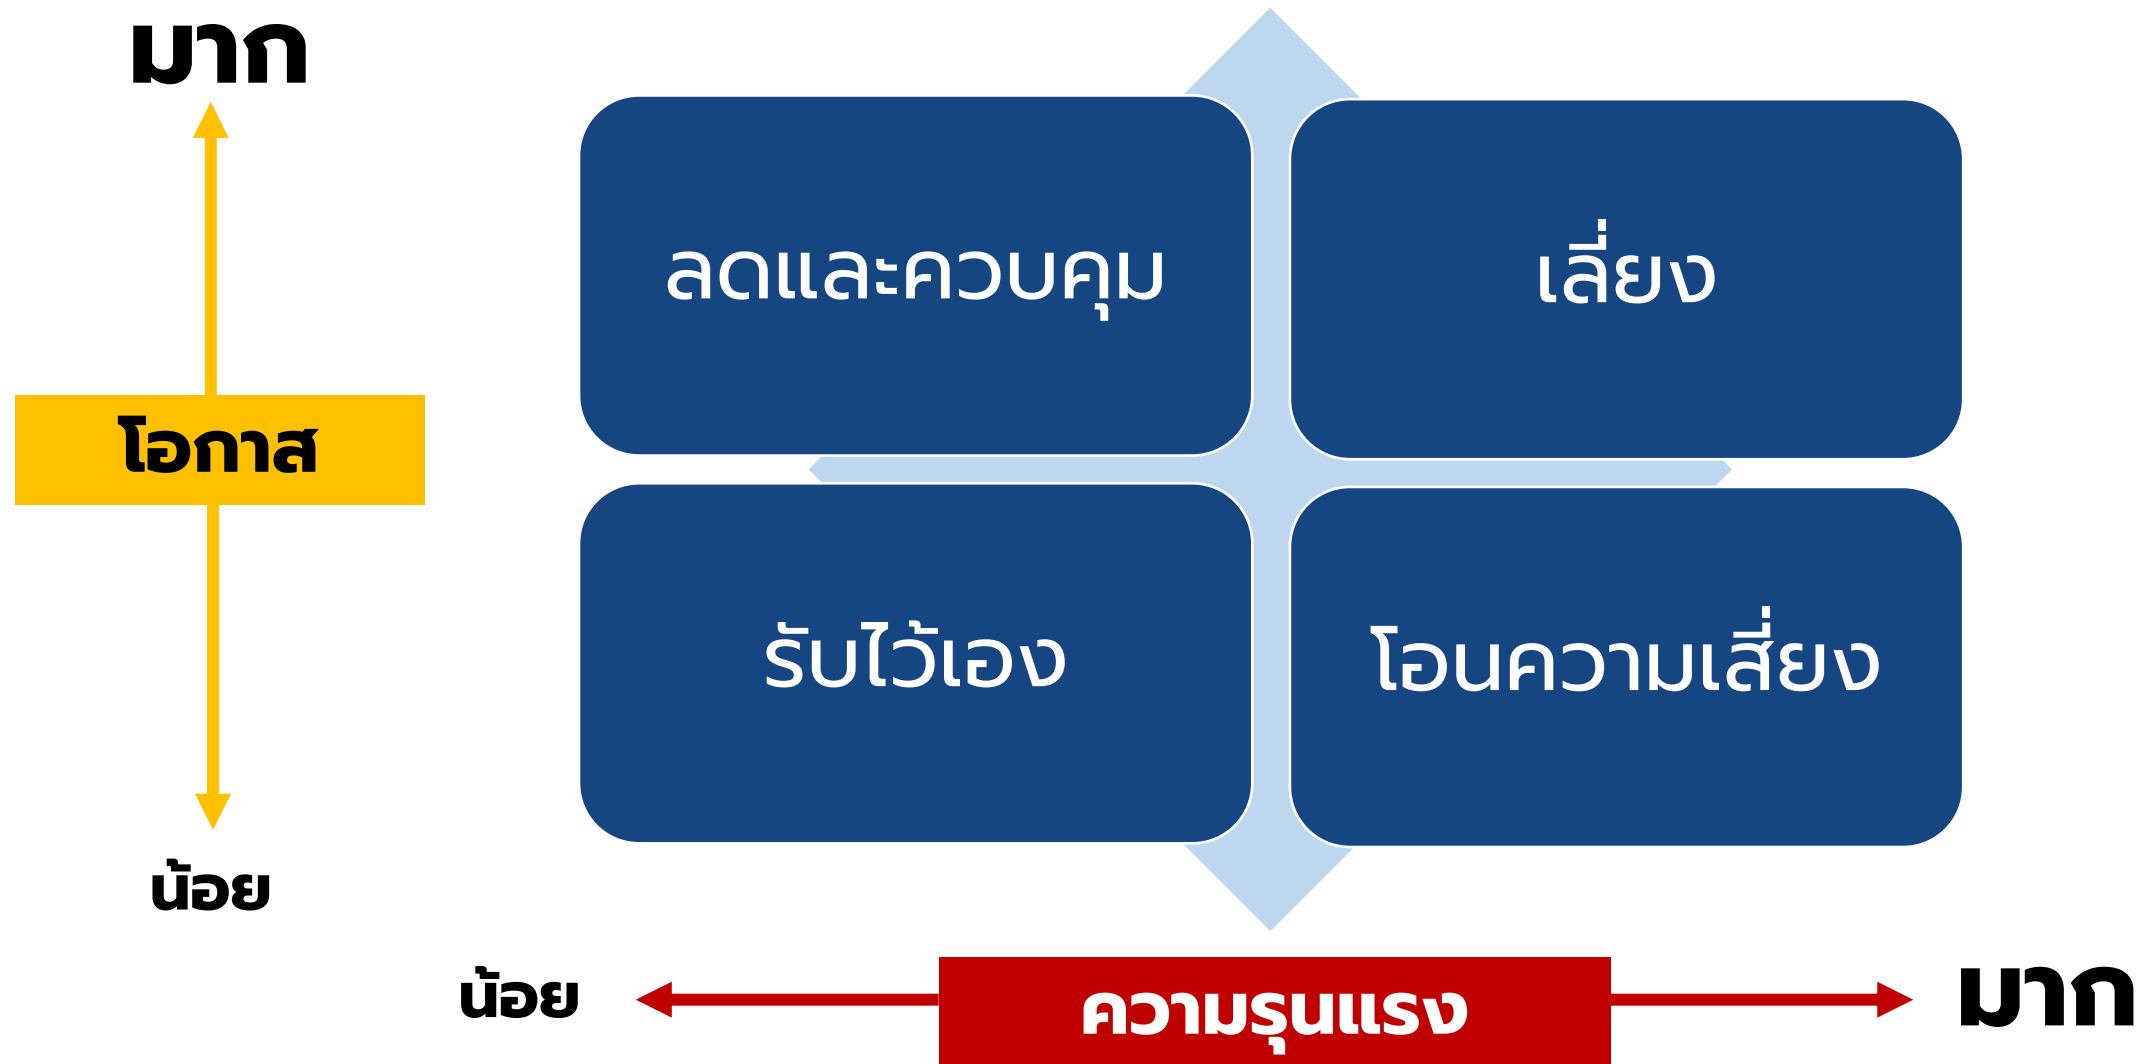 มาก
ลดและควบคุม
เลี่ยง
โอกาส
รับไว้เอง
โอนความเสี่ยง
น้อย
น้อย
ความรุนแรง
มาก